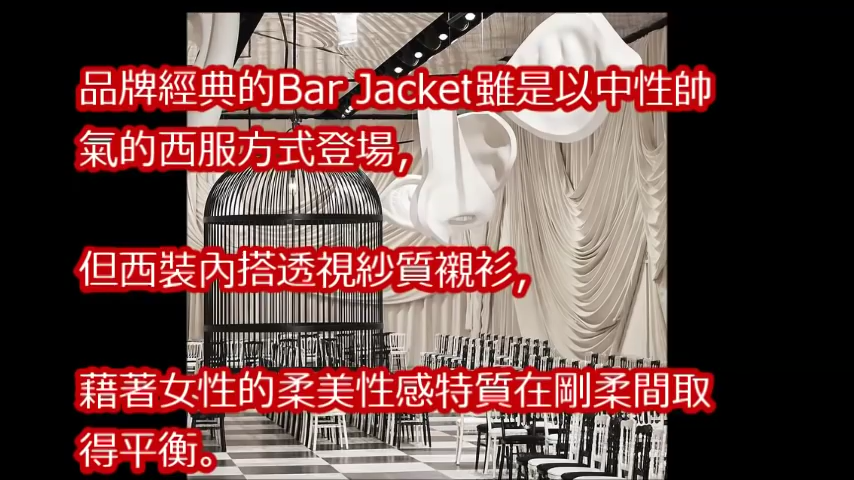 品牌經典的Bar Jacket雖是以中性帥
氣的西服方式登場,
但西裝內搭透視紗質襯衫,
藉著女性的柔美性感特質在剛柔間取
得平衡。